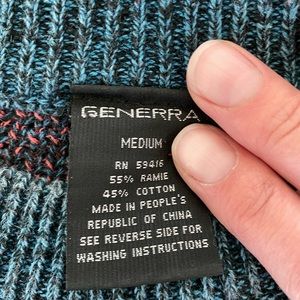 GENERRA
MEDIUM
RN 59416
55% RAMIE
45% COTTON
MADE IN PEOPLE'S
REPUBLIC OF CHINA
SEE REVERSE SIDE FOR
WASHING INSTRUCTIONS